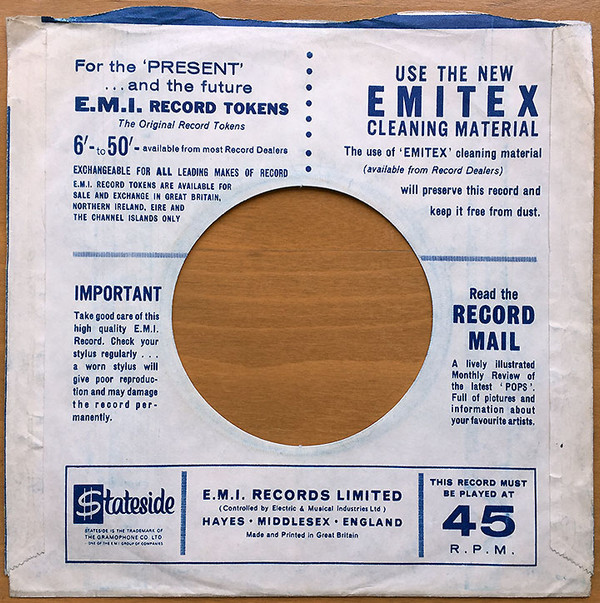 For the 'PRESENT'
...and the future
E.M.I. RECORD TOKENS
The Original Record Tokens
6'-to 50'- available from most Record Dealers
EXCHANGEABLE FOR ALL LEADING MAKES OF RECORD
E.M.I. RECORD TOKENS ARE AVAILABLE FOR
SALE AND EXCHANGE IN GREAT BRITAIN,
NORTHERN IRELAND, EIRE AND
THE CHANNEL ISLANDS ONLY
USE THE NEW
EMITEX
CLEANING MATERIAL
The use of 'EMITEX' cleaning material
(available from Record Dealers)
will preserve this record and
keep it free from dust.
IMPORTANT
Take good care of this
high quality E.M.I.
Record. Check your
stylus regularly . . .
a worn stylus will
give poor reproduc-
tion and may damage
the record per-
manently.
Read the
RECORD
MAIL
A lively illustrated
Monthly Review of
the latest 'POPS'.
Full of pictures and
information about
your favourite artists.
Stateside
STATESIDE IS THE TRADEMARK OF
THE GRAMOPHONE CO. LTD
ONE OF THE E M I GROUP OF COMPANIES
E.M.I. RECORDS LIMITED
(Controlled by Electric & Musical Industries Ltd)
HAYES · MIDDLESEX · ENGLAND
Made and Printed in Great Britain
THIS RECORD MUST
BE PLAYED AT
45
R.P.M.